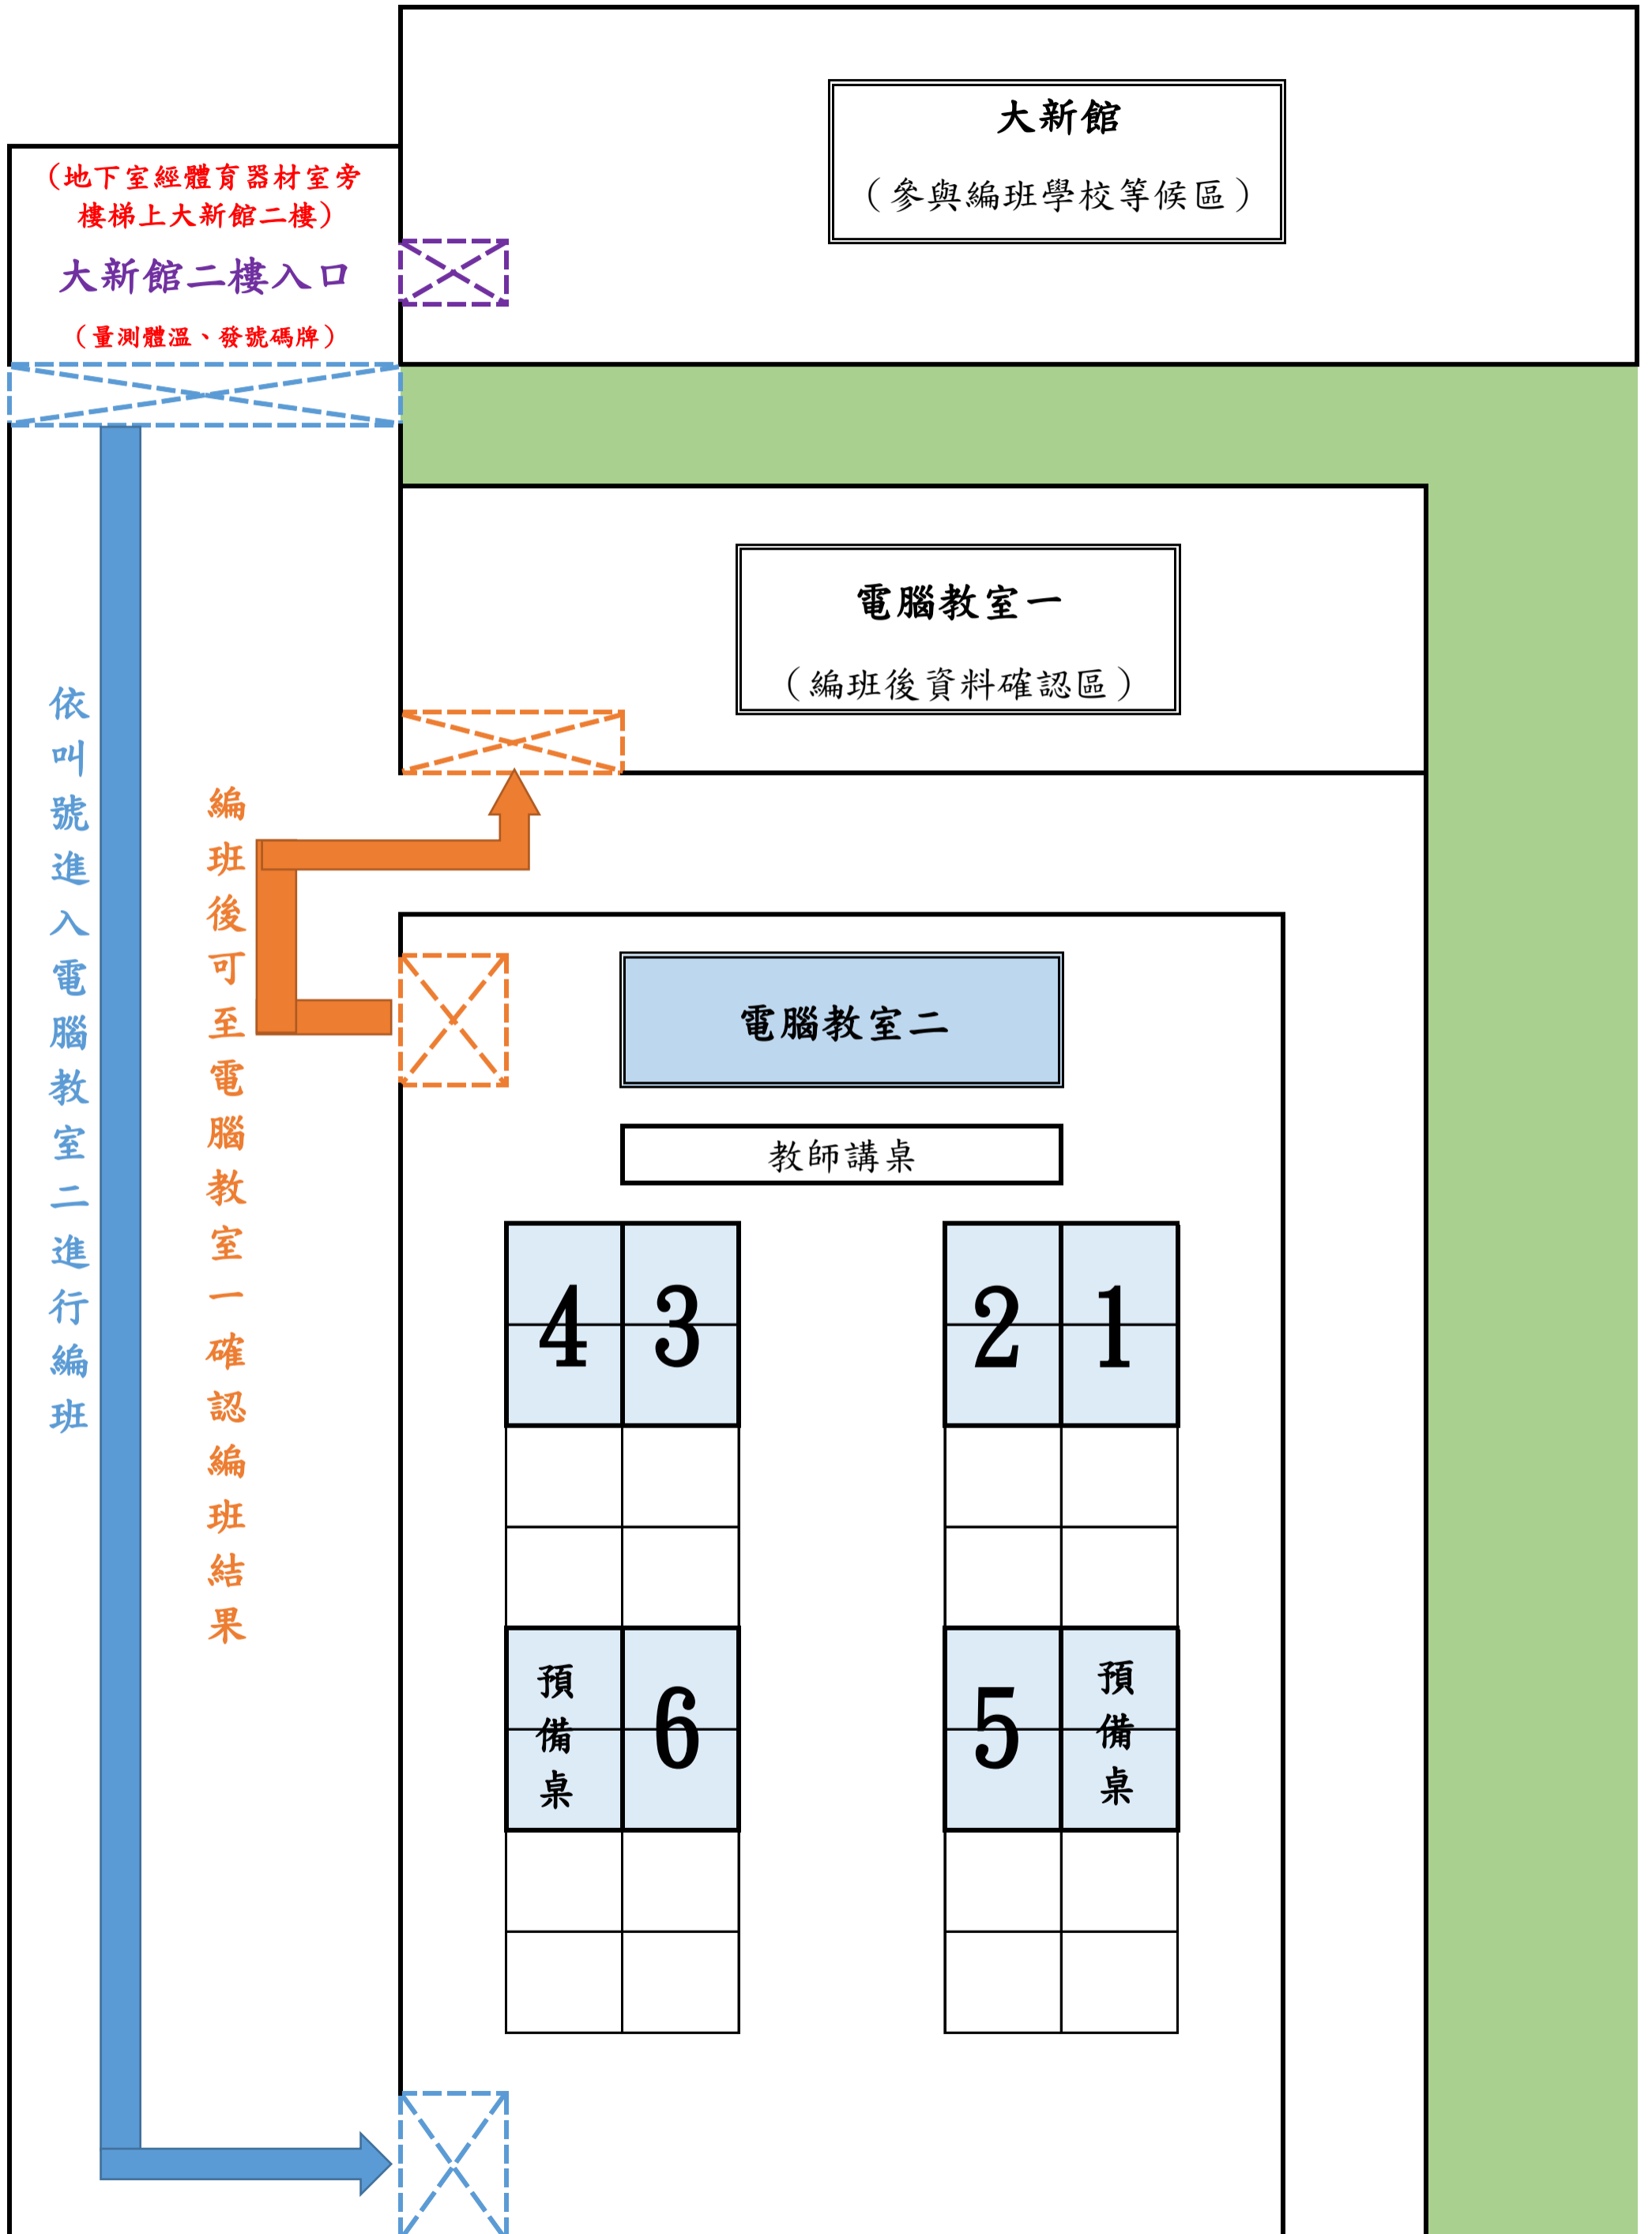 大新館
（參與編班學校等候區）
（地下室經體育器材室旁
樓梯上大新館二樓）
大新館二樓入口
（量測體溫、發號碼牌）
電腦教室一
（編班後資料確認區）
依叫號進入電腦教室二進行編班
編班後可至電腦教室一確認編班結果
電腦教室二
教師講桌
4 3 2 1
預備桌 6 5 預備桌